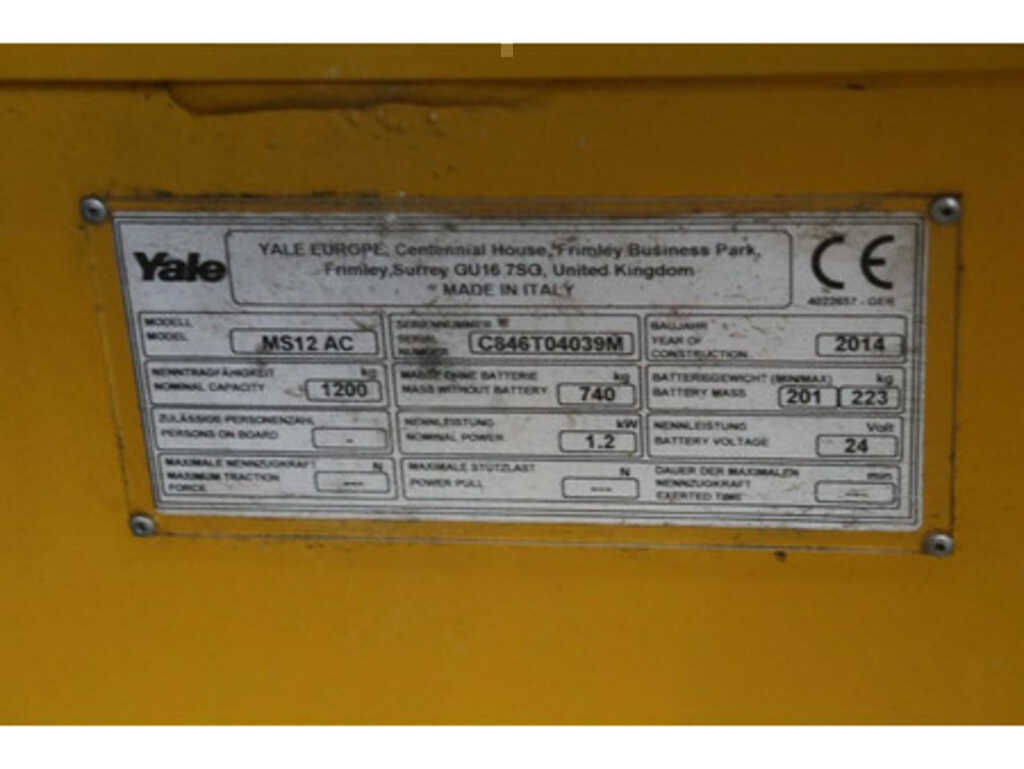 Yale
YALE EUROPE, Centennial House, Frimley Business Park,
Frimley, Surrey GU16 7SG, United Kingdom
MADE IN ITALY
CE
4022657 - GER
MODELL
MODEL
MS12 AC
SERIENNUMMER
SERIAL
NUMBER
C846T04039M
BAUJAHR
YEAR OF
CONSTRUCTION
2014
NENNTRAGFÄHIGKEIT kg
NOMINAL CAPACITY
1200
MASSE OHNE BATTERIE kg
MASS WITHOUT BATTERY
740
BATTERIEGEWICHT (MIN/MAX) kg
BATTERY MASS
201 223
ZULÄSSIGE PERSONENZAHL
PERSONS ON BOARD
-
NENNLEISTUNG kW
NOMINAL POWER
1.2
NENNLEISTUNG Volt
BATTERY VOLTAGE
24
MAXIMALE NENNZUGKRAFT N
MAXIMUM TRACTION
FORCE
---
MAXIMALE STÜTZLAST N
POWER PULL
---
DAUER DER MAXIMALEN min
NENNZUGKRAFT
EXERTED TIME
---